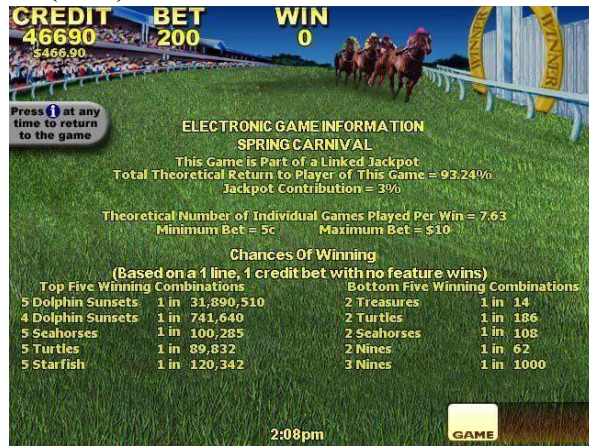 CREDIT BET WIN
46690 200 0
$466.90
WINNER
WINNER
Press i at any
time to return
to the game
ELECTRONIC GAME INFORMATION
SPRING CARNIVAL
This Game is Part of a Linked Jackpot
Total Theoretical Return to Player of This Game = 93.24%
Jackpot Contribution = 3%
Theoretical Number of Individual Games Played Per Win = 7.63
Minimum Bet = 5c Maximum Bet = $10
Chances Of Winning
(Based on a 1 line, 1 credit bet with no feature wins)
Top Five Winning Combinations Bottom Five Winning Combinations
5 Dolphin Sunsets 1 in 31,890,510 2 Treasures 1 in 14
4 Dolphin Sunsets 1 in 741,640 2 Turtles 1 in 186
5 Seahorses 1 in 100,285 2 Seahorses 1 in 108
5 Turtles 1 in 89,832 2 Nines 1 in 62
5 Starfish 1 in 120,342 3 Nines 1 in 1000
2:08pm GAME